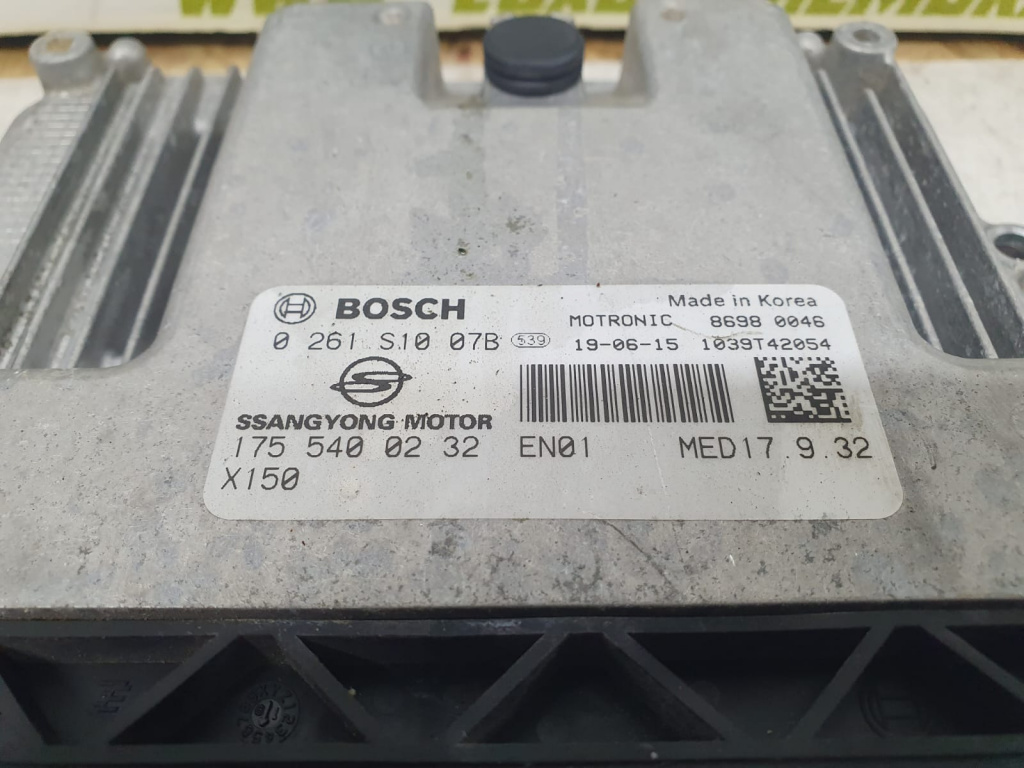 BOSCH Made in Korea
MOTRONIC 8698 0046
0 261 S10 07B 539 19-06-15 1039T42054
SSANGYONG MOTOR
175 540 02 32 EN01 MED17.9.32
X150